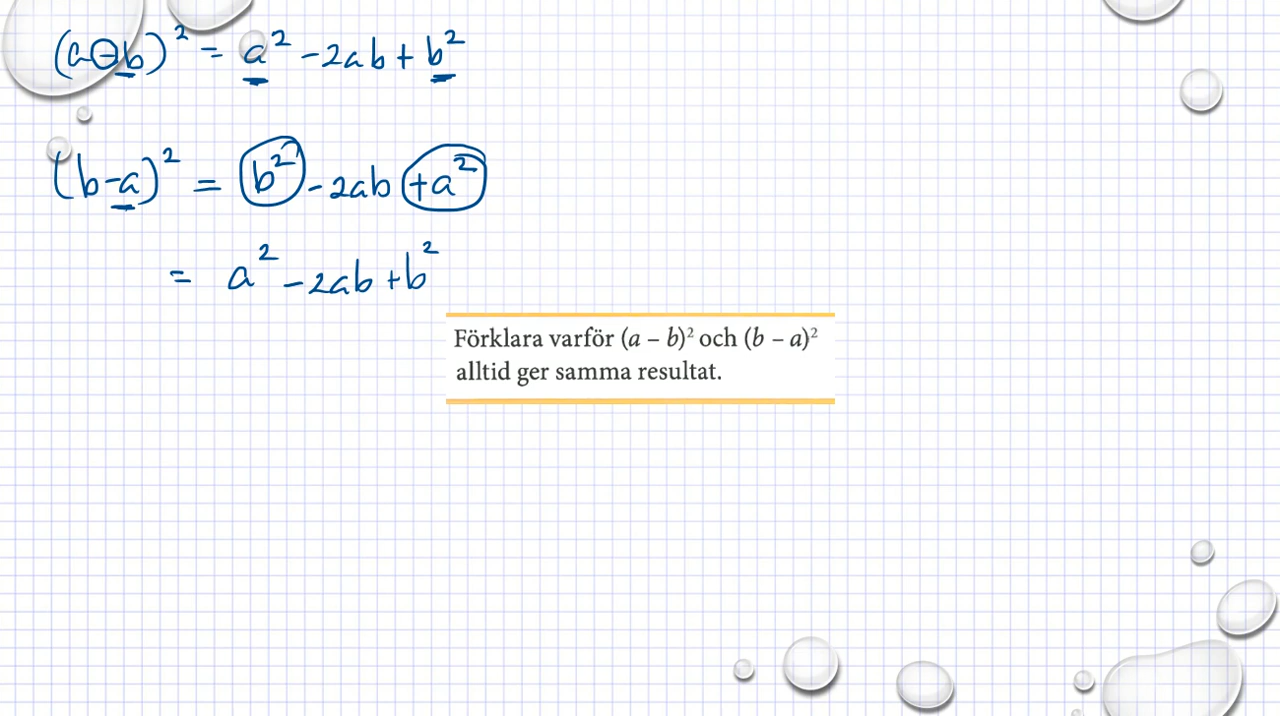 (a-b)² = a² - 2ab + b²
(b-a)² = b² - 2ab + a²
= a² - 2ab + b²
Förklara varför (a – b)² och (b – a)²
alltid ger samma resultat.